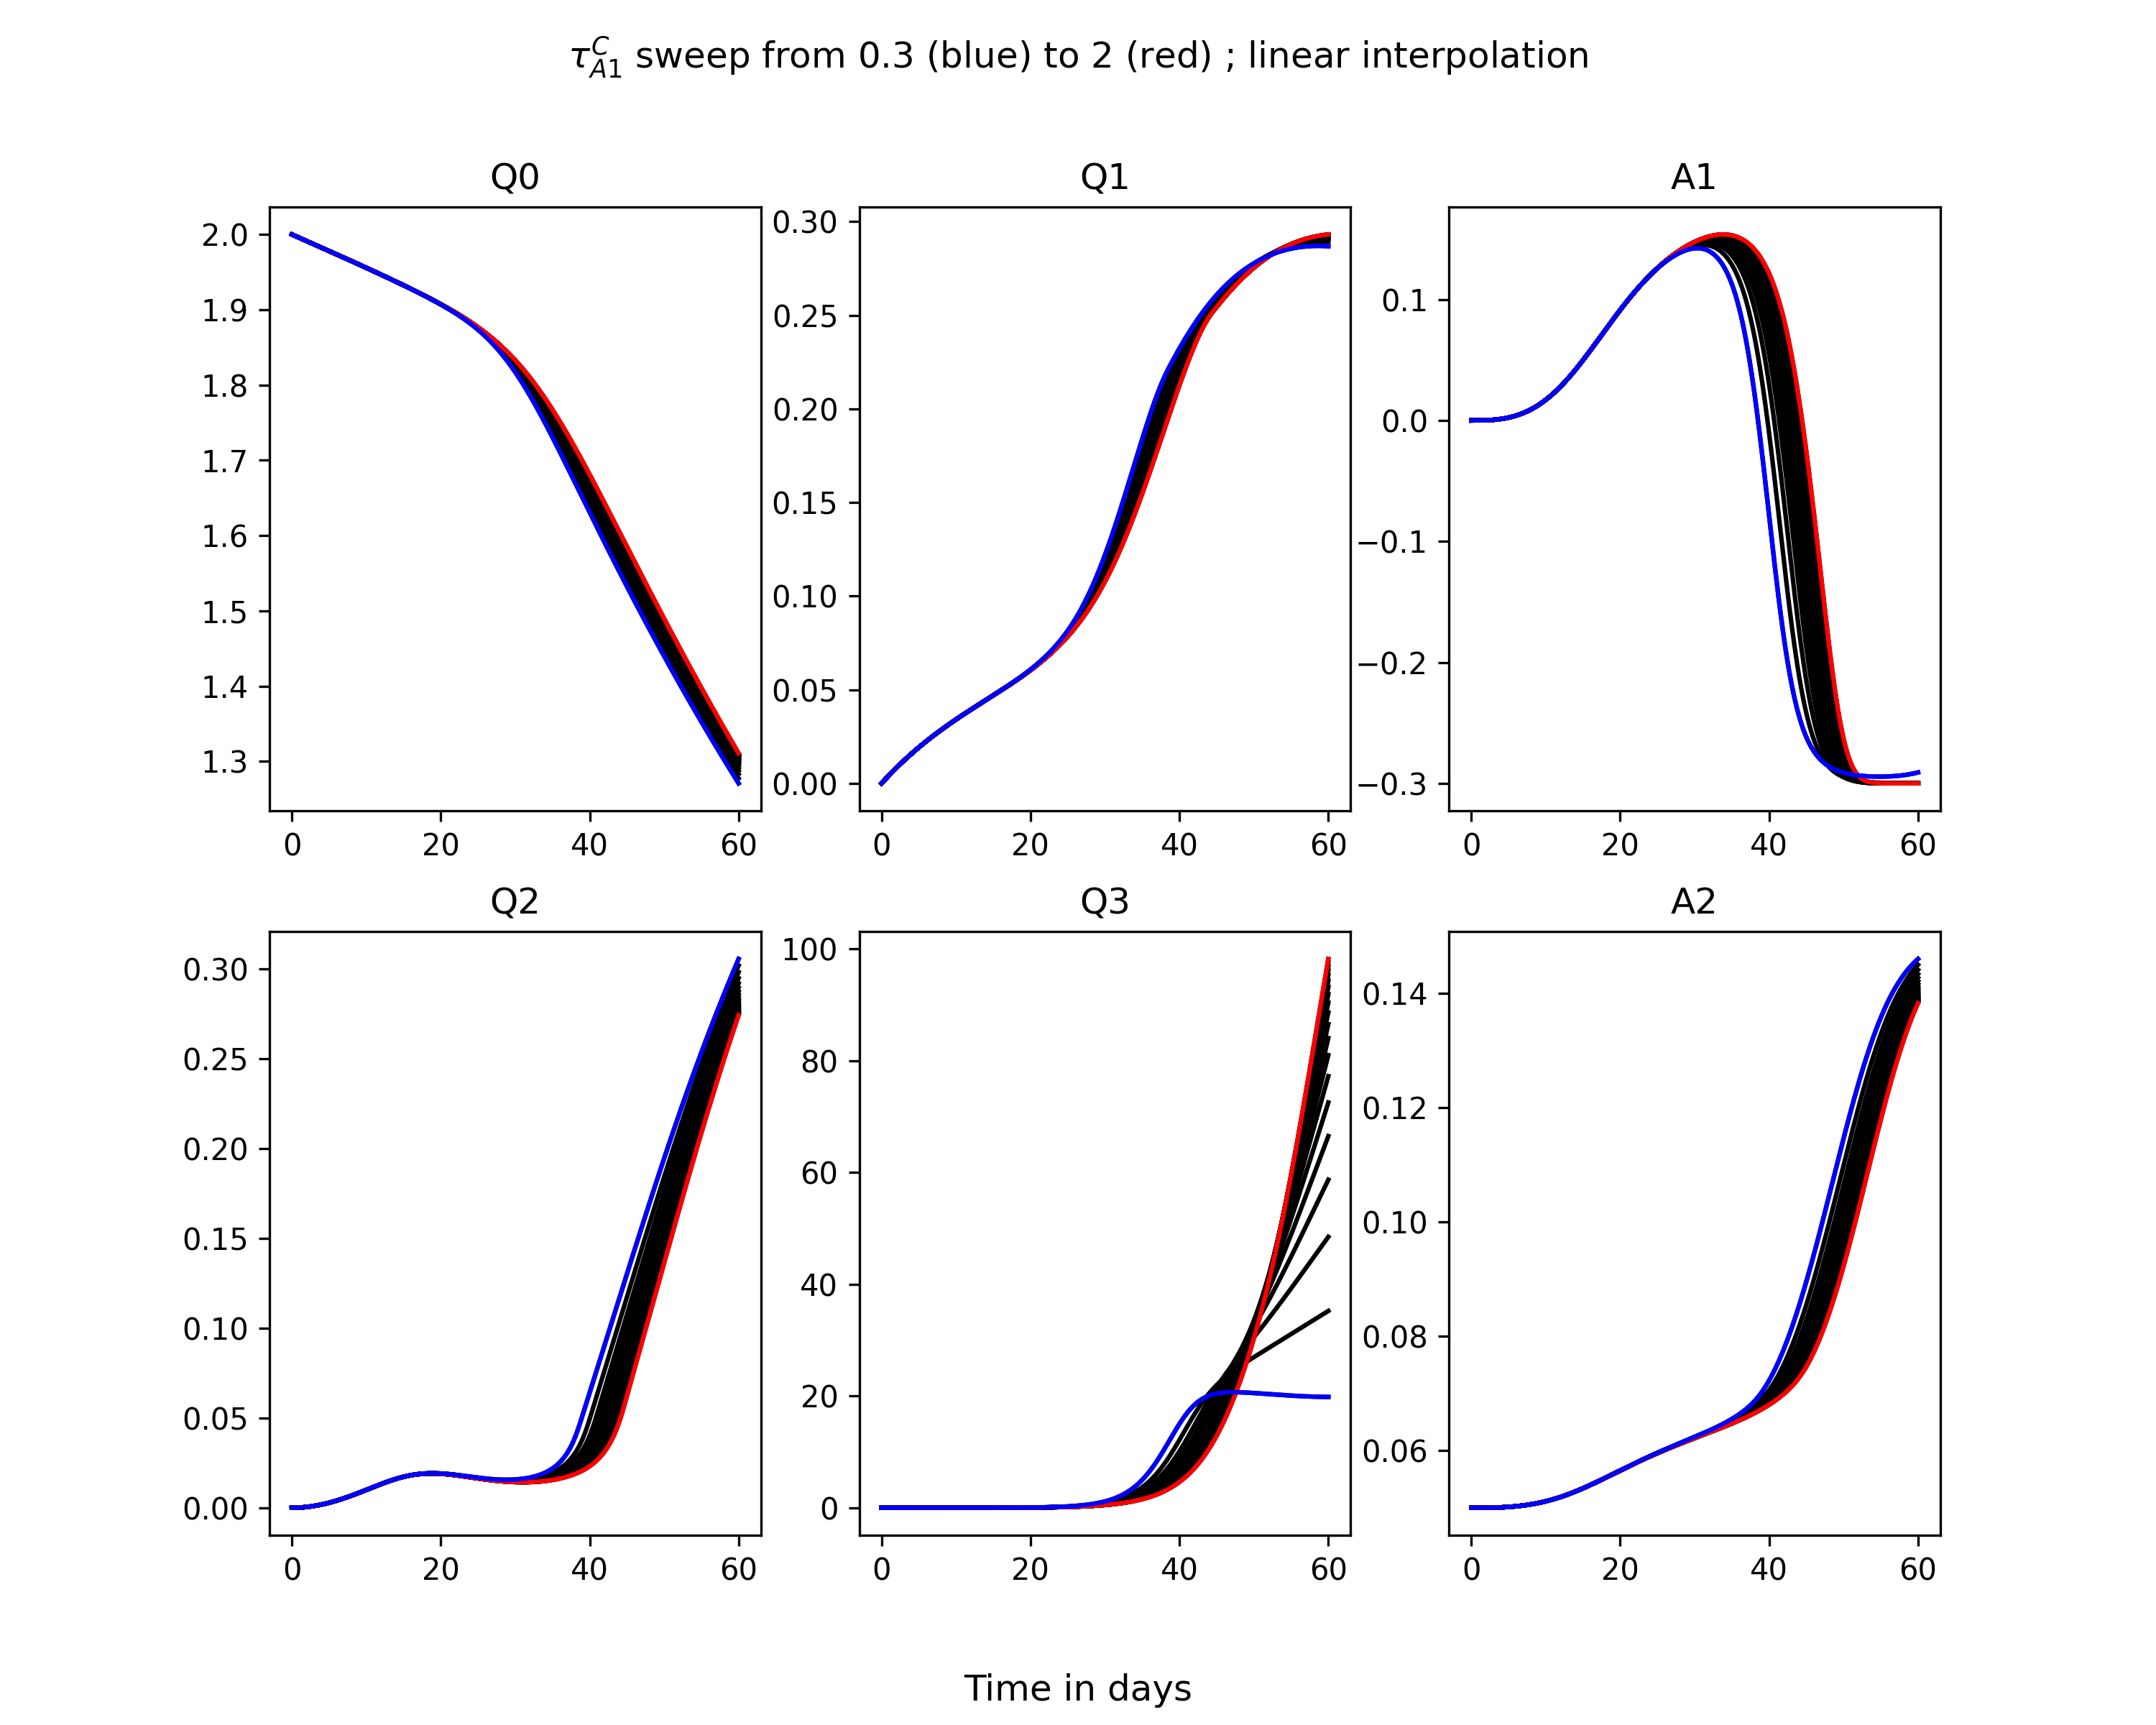 τ_{A1}^{C} sweep from 0.3 (blue) to 2 (red) ; linear interpolation
Q0
2.0
1.9
1.8
1.7
1.6
1.5
1.4
1.3
0 20 40 60
Q1
0.30
0.25
0.20
0.15
0.10
0.05
0.00
0 20 40 60
A1
0.1
0.0
−0.1
−0.2
−0.3
0 20 40 60
Q2
0.30
0.25
0.20
0.15
0.10
0.05
0.00
0 20 40 60
Q3
100
80
60
40
20
0
0 20 40 60
A2
0.14
0.12
0.10
0.08
0.06
0 20 40 60
Time in days